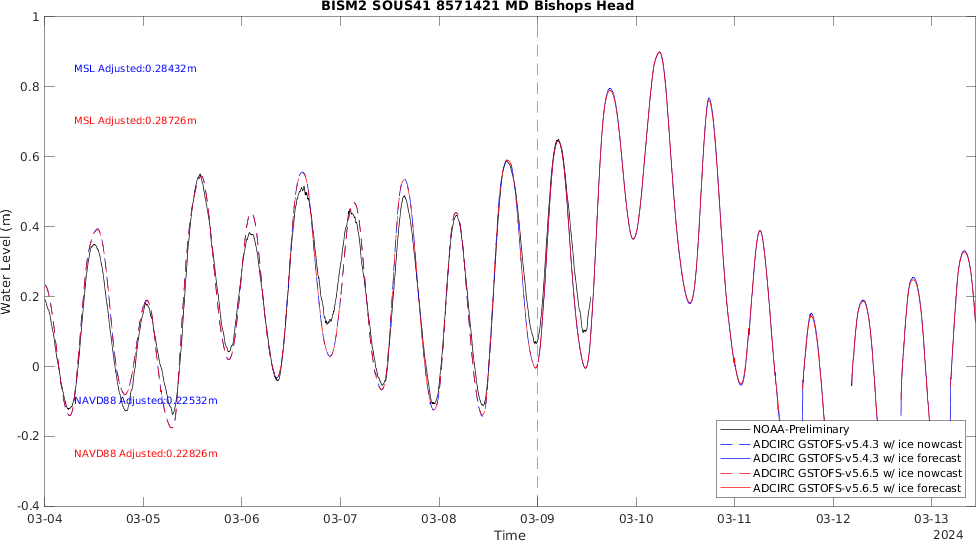 BISM2 SOUS41 8571421 MD Bishops Head
1
0.8
0.6
0.4
0.2
0
-0.2
-0.4
Water Level (m)
MSL Adjusted:0.28432m
MSL Adjusted:0.28726m
NAVD88 Adjusted:0.22532m
NAVD88 Adjusted:0.22826m
NOAA-Preliminary
ADCIRC GSTOFS-v5.4.3 w/ ice nowcast
ADCIRC GSTOFS-v5.4.3 w/ ice forecast
ADCIRC GSTOFS-v5.6.5 w/ ice nowcast
ADCIRC GSTOFS-v5.6.5 w/ ice forecast
03-04 03-05 03-06 03-07 03-08 03-09 03-10 03-11 03-12 03-13
Time
2024